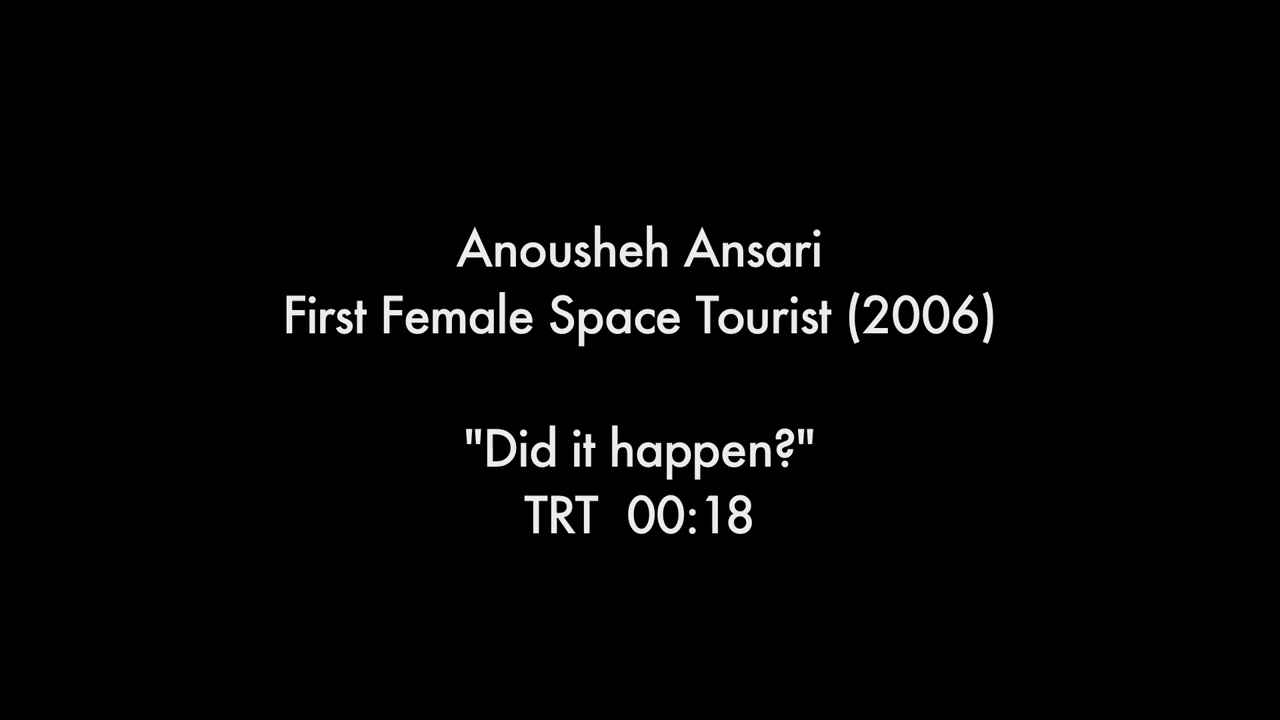 Anousheh Ansari
First Female Space Tourist (2006)
"Did it happen?"
TRT  00:18